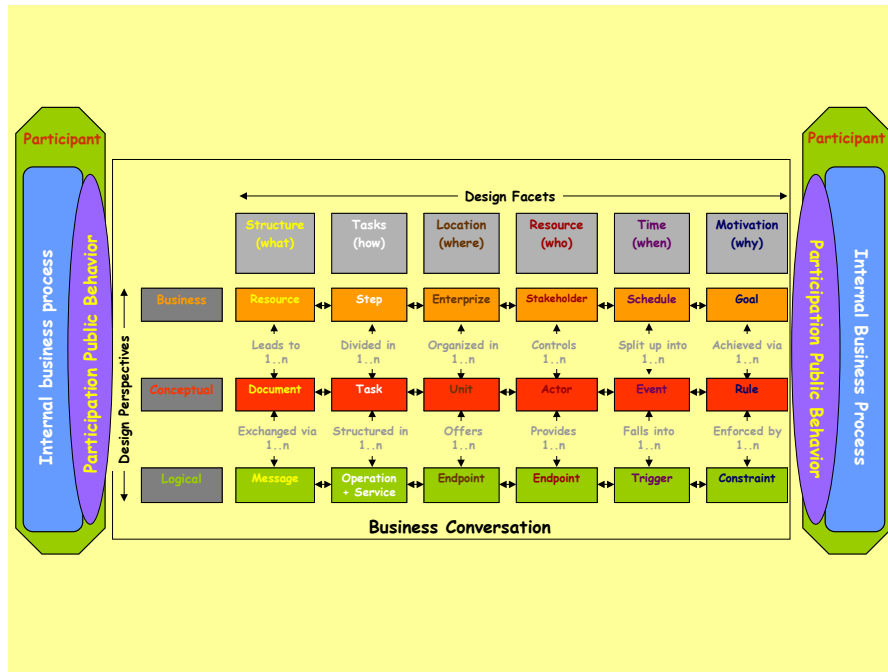 Participant
Participant
Internal business process
Participation Public Behavior
Design Facets
Structure
(what)
Tasks
(how)
Location
(where)
Resource
(who)
Time
(when)
Motivation
(why)
Design Perspectives
Business
Resource
Step
Enterprize
Stakeholder
Schedule
Goal
Leads to
1..n
Divided in
1..n
Organized in
1..n
Controls
1..n
Split up into
1..n
Achieved via
1..n
Conceptual
Document
Task
Unit
Actor
Event
Rule
Exchanged via
1..n
Structured in
1..n
Offers
1..n
Provides
1..n
Falls into
1..n
Enforced by
1..n
Logical
Message
Operation
+ Service
Endpoint
Endpoint
Trigger
Constraint
Business Conversation
Participation Public Behavior
Internal Business Process